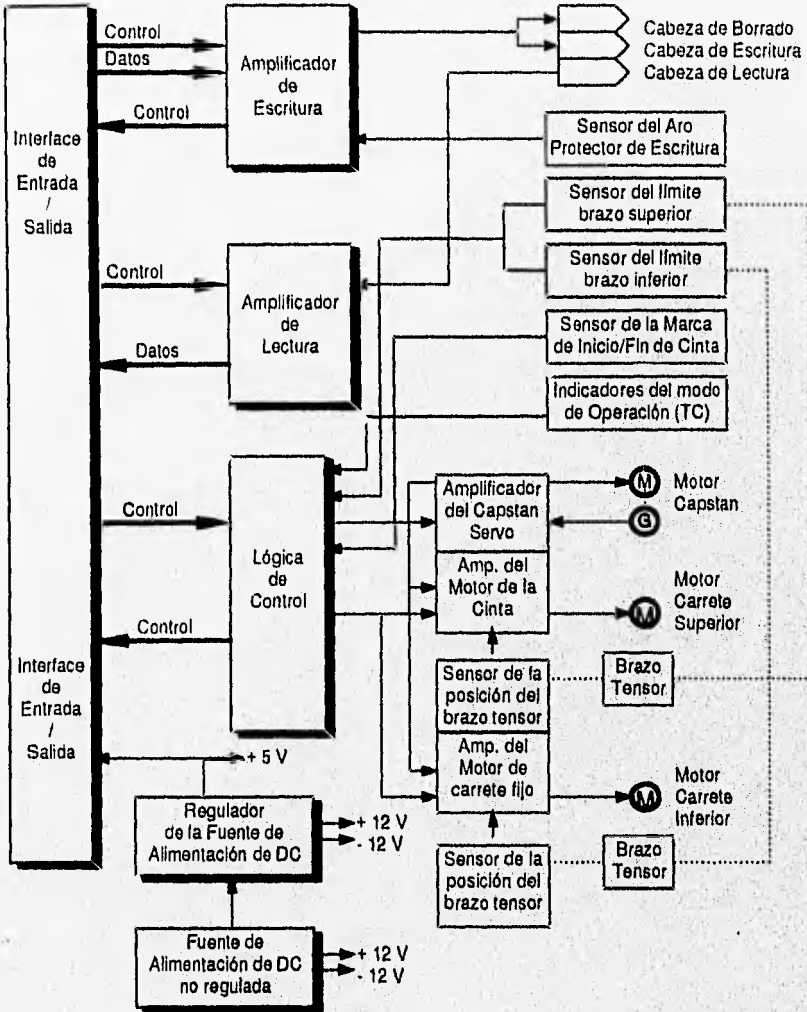 Control
Datos
Control
Interface
de
Entrada
/
Salida
Amplificador
de
Escritura
Cabeza de Borrado
Cabeza de Escritura
Cabeza de Lectura
Sensor del Aro
Protector de Escritura
Sensor del límite
brazo superior
Sensor del límite
brazo inferior
Control
Datos
Amplificador
de
Lectura
Sensor de la Marca
de Inicio/Fin de Cinta
Indicadores del modo
de Operación (TC)
Control
Control
Lógica
de
Control
Amplificador
del Capstan
Servo
M
G
Motor
Capstan
Amp. del
Motor de la
Cinta
M
Motor
Carrete
Superior
Interface
de
Entrada
/
Salida
Sensor de la
posición del
brazo tensor
Brazo
Tensor
Amp. del
Motor de
carrete fijo
M
Motor
Carrete
Inferior
+ 5 V
Regulador
de la Fuente de
Alimentación de DC
+ 12 V
- 12 V
Sensor de la
posición del
brazo tensor
Brazo
Tensor
Fuente de
Alimentación de DC
no regulada
+ 12 V
- 12 V